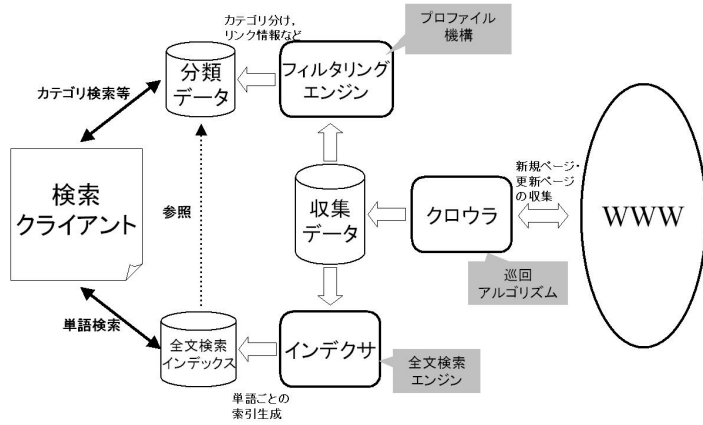 カテゴリ分け,
リンク情報など
プロファイル
機構
分類
データ
フィルタリング
エンジン
カテゴリ検索等
新規ページ・
更新ページ
の収集
検索
クライアント
参照
収集
データ
クロウラ
WWW
巡回
アルゴリズム
単語検索
全文検索
インデックス
インデクサ
全文検索
エンジン
単語ごとの
索引生成